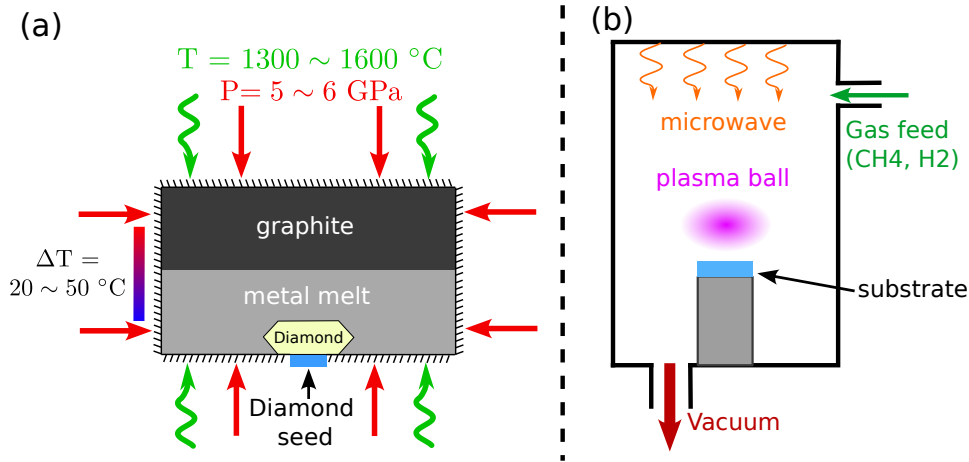 (a)
T = 1300 ∼ 1600 °C
P= 5 ∼ 6 GPa
graphite
ΔT =
20 ∼ 50 °C
metal melt
Diamond
Diamond
seed
(b)
microwave
Gas feed
(CH4, H2)
plasma ball
substrate
Vacuum